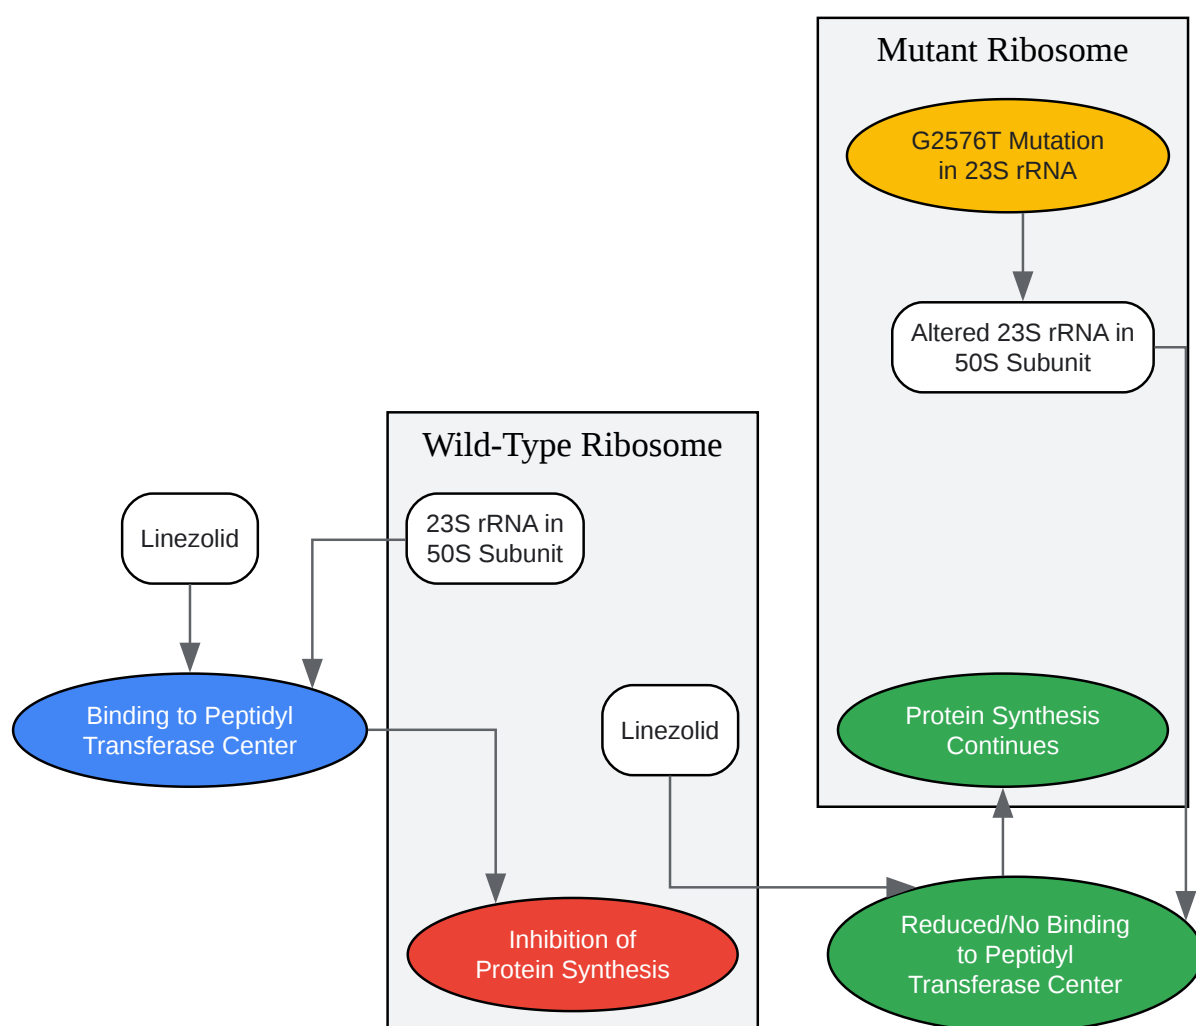 Mutant Ribosome
G2576T Mutation
in 23S rRNA
Altered 23S rRNA in
50S Subunit
Wild-Type Ribosome
Linezolid
23S rRNA in
50S Subunit
Binding to Peptidyl
Transferase Center
Linezolid
Protein Synthesis
Continues
Inhibition of
Protein Synthesis
Reduced/No Binding
to Peptidyl
Transferase Center